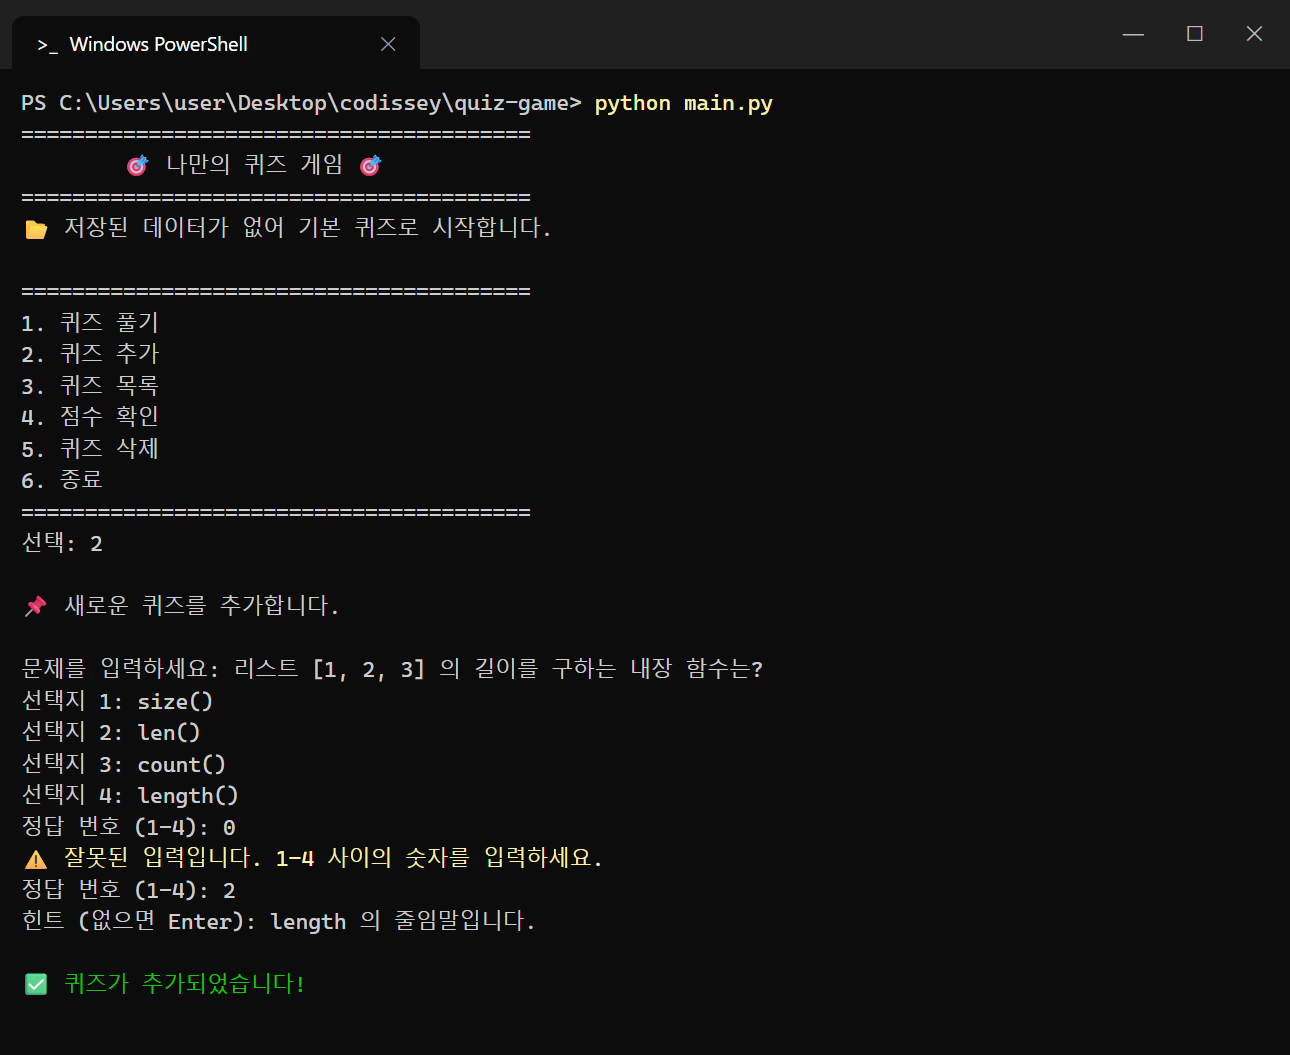 >_ Windows PowerShell
PS C:\Users\user\Desktop\codissey\quiz-game> python main.py
========================================
🎯 나만의 퀴즈 게임 🎯
========================================
📂 저장된 데이터가 없어 기본 퀴즈로 시작합니다.
========================================
1. 퀴즈 풀기
2. 퀴즈 추가
3. 퀴즈 목록
4. 점수 확인
5. 퀴즈 삭제
6. 종료
========================================
선택: 2
📌 새로운 퀴즈를 추가합니다.
문제를 입력하세요: 리스트 [1, 2, 3] 의 길이를 구하는 내장 함수는?
선택지 1: size()
선택지 2: len()
선택지 3: count()
선택지 4: length()
정답 번호 (1-4): 0
⚠️ 잘못된 입력입니다. 1-4 사이의 숫자를 입력하세요.
정답 번호 (1-4): 2
힌트 (없으면 Enter): length 의 줄임말입니다.
✅ 퀴즈가 추가되었습니다!